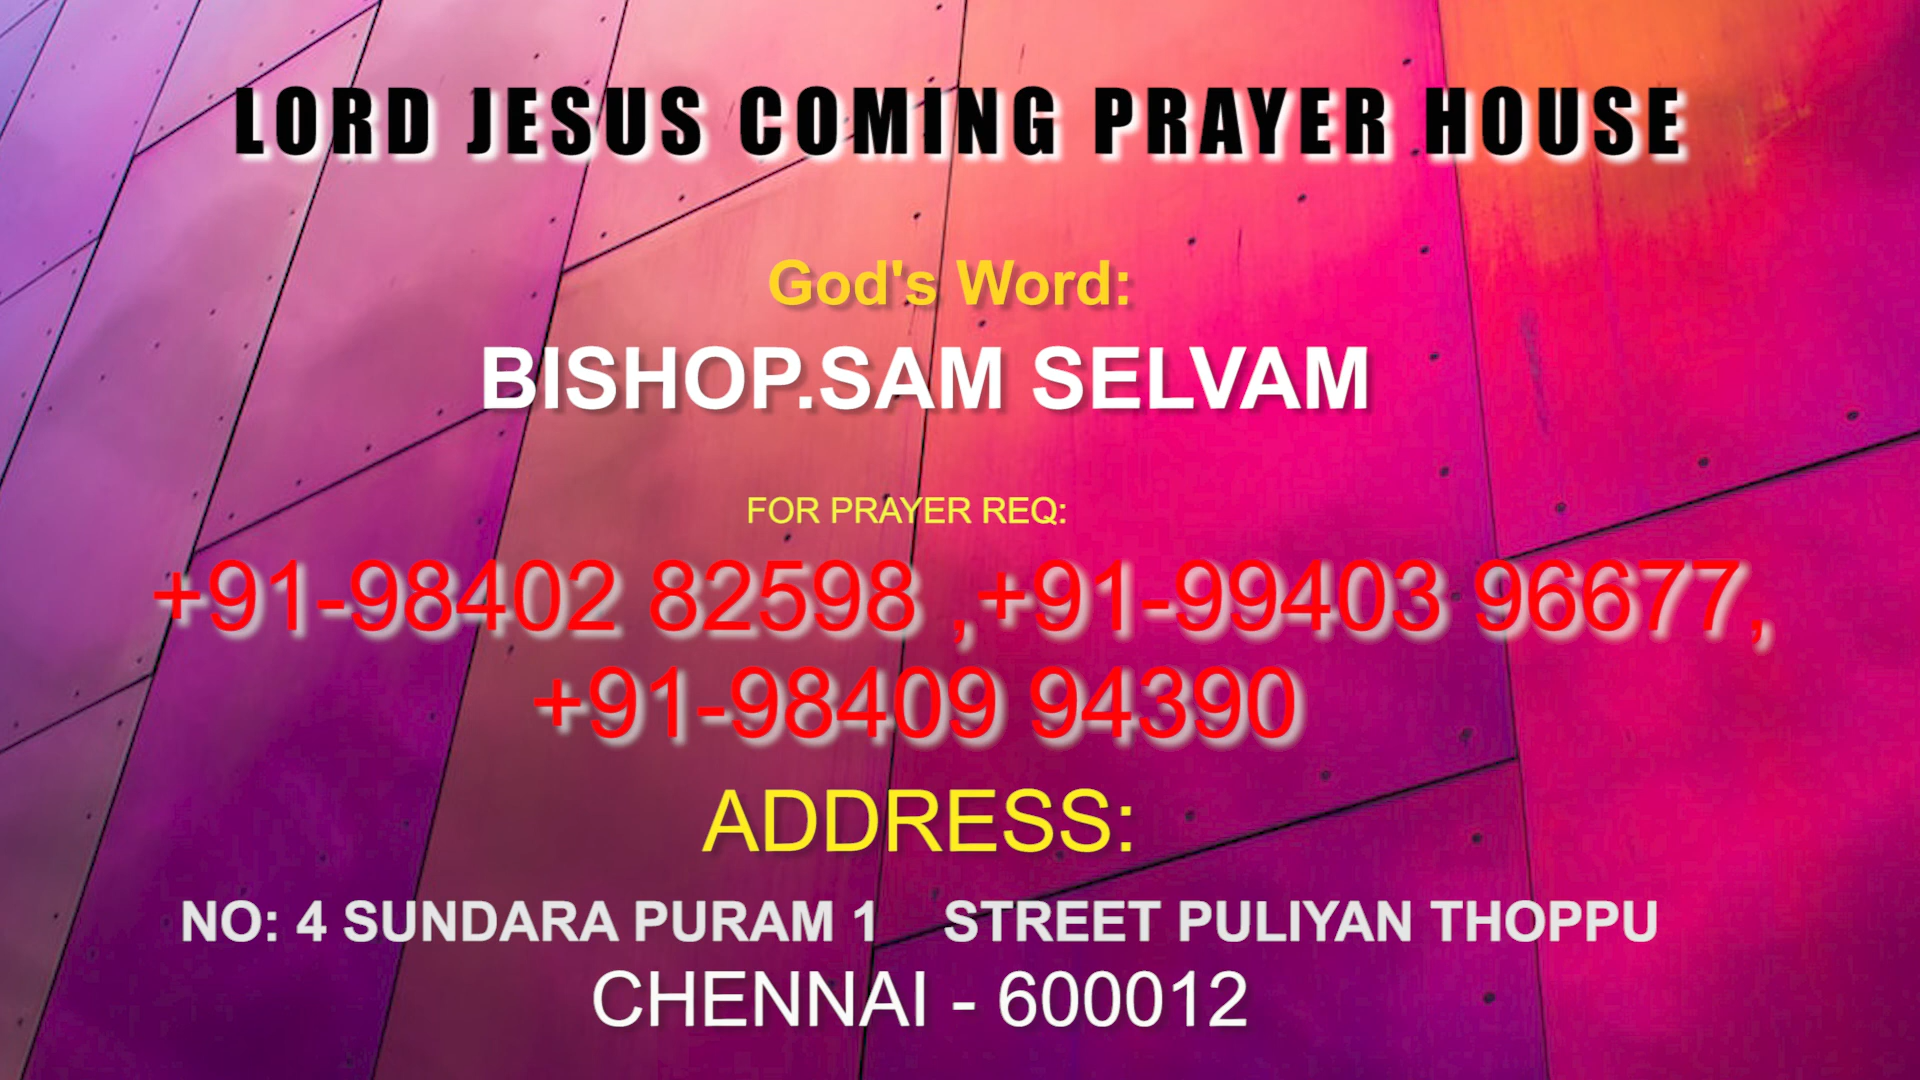 LORD JESUS COMING PRAYER HOUSE
God's Word:
BISHOP.SAM SELVAM
FOR PRAYER REQ:
+91-98402 82598 ,+91-99403 96677,
+91-98409 94390
ADDRESS:
NO: 4 SUNDARA PURAM 1 STREET PULIYAN THOPPU
CHENNAI - 600012